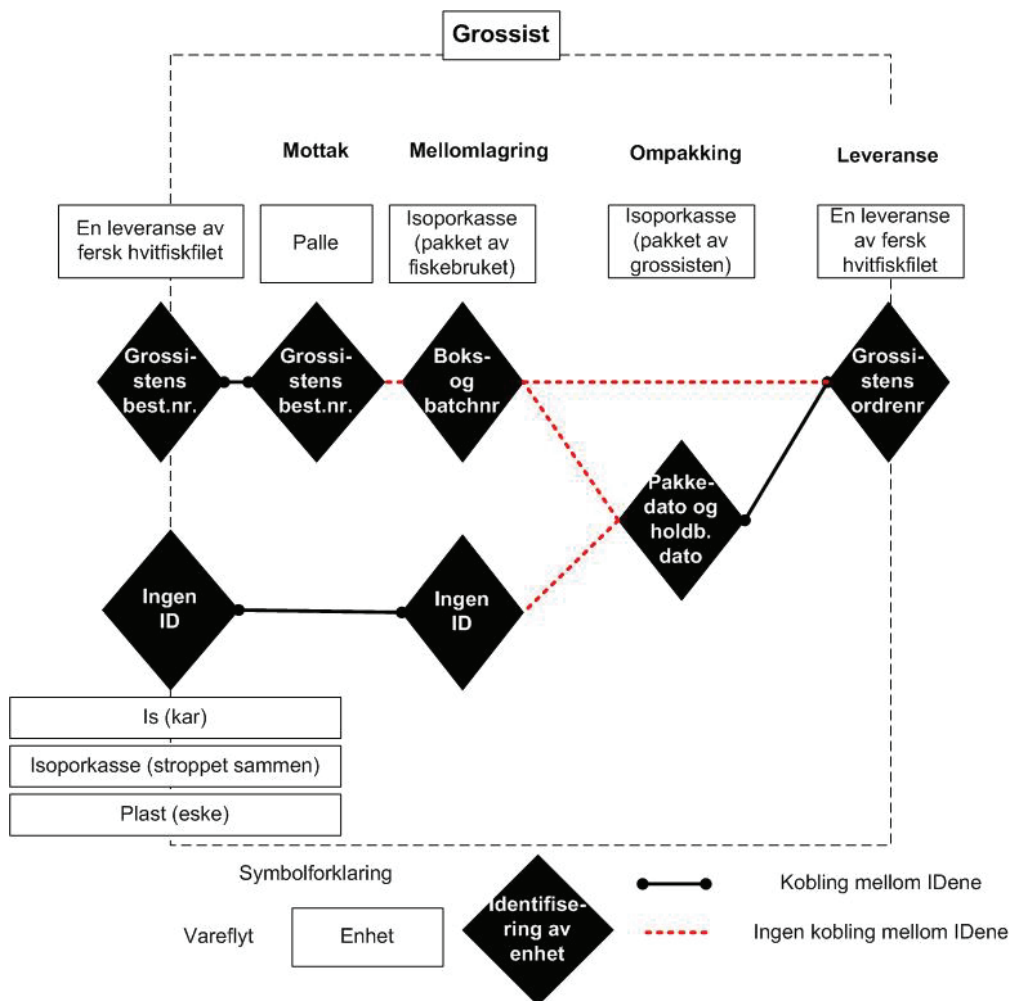 Grossist
Mottak
Mellomlagring
Ompakking
Leveranse
En leveranse av
fersk hvitfiskfilet
Palle
Isoporkasse
(pakket av
fiskebruket)
Isoporkasse
(pakket av
grossisten)
En leveranse
av fersk
hvitfiskfilet
Grossi-
stens
best.nr.
Grossi-
stens
best.nr.
Boks-
og
batchnr
Grossi-
stens
ordrenr
Pakke-
dato og
holdb.
dato
Ingen
ID
Ingen
ID
Is (kar)
Isoporkasse (stroppet sammen)
Plast (eske)
Symbolforklaring
Vareflyt
Enhet
Identifise-
ring av
enhet
Kobling mellom IDene
Ingen kobling mellom IDene